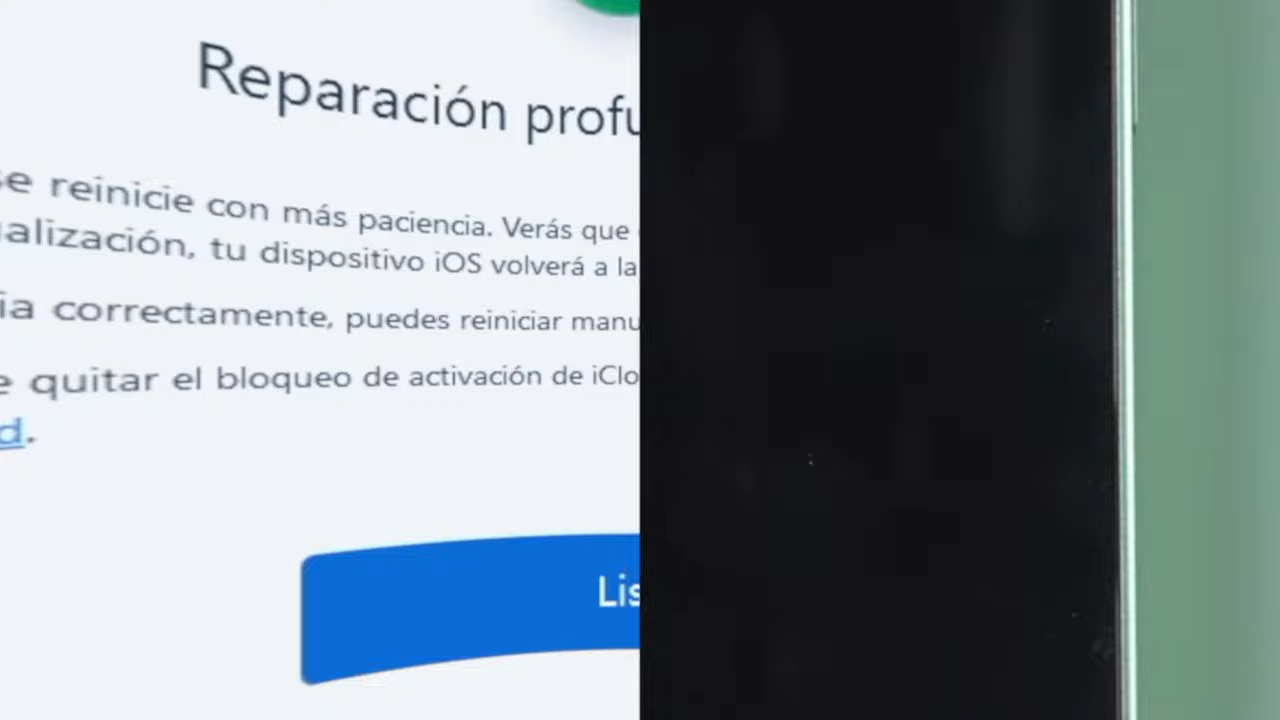 Reparación profu
se reinicie con más paciencia. Verás que
alización, tu dispositivo iOS volverá a la
ia correctamente, puedes reiniciar manu
e quitar el bloqueo de activación de iClo
d.
Lis